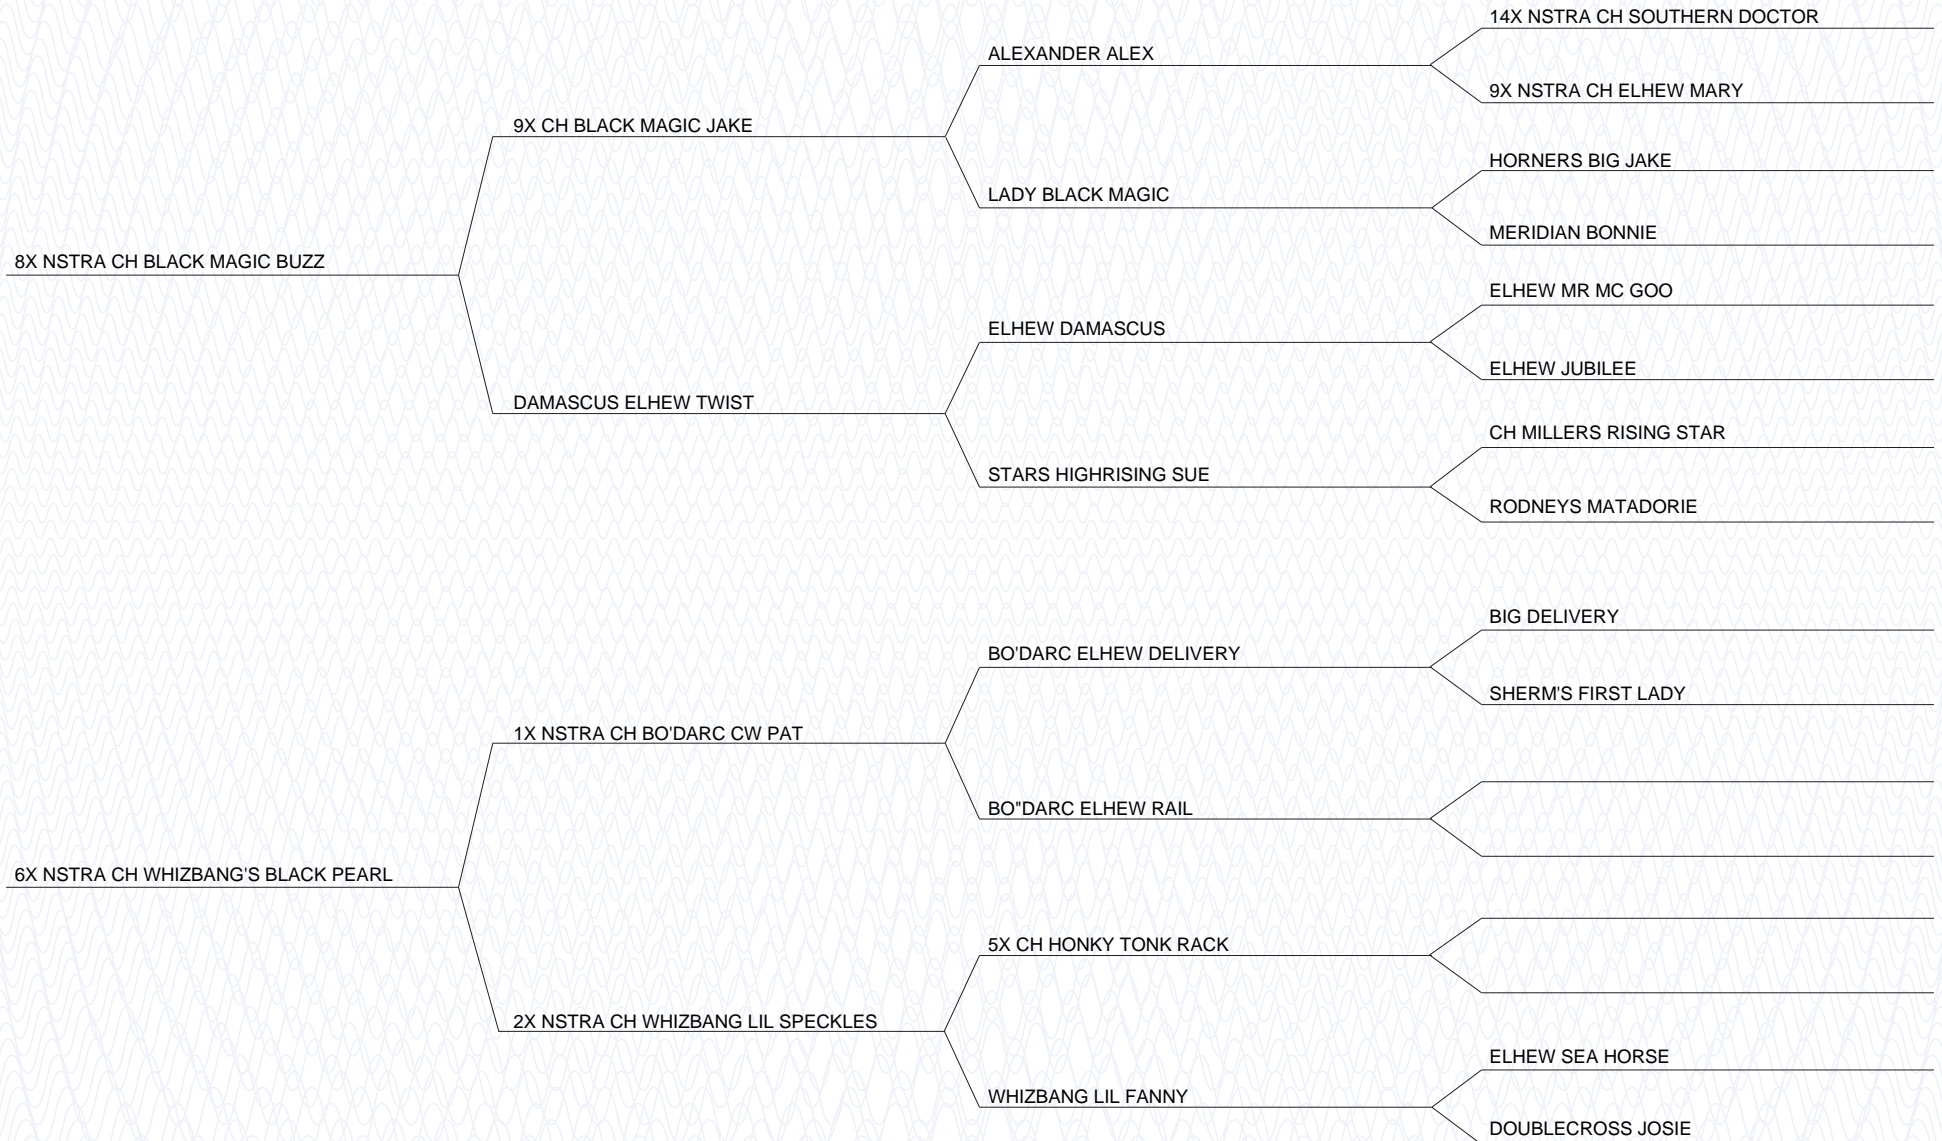 14X NSTRA CH SOUTHERN DOCTOR
ALEXANDER ALEX
9X NSTRA CH ELHEW MARY
9X CH BLACK MAGIC JAKE
HORNERS BIG JAKE
LADY BLACK MAGIC
MERIDIAN BONNIE
8X NSTRA CH BLACK MAGIC BUZZ
ELHEW MR MC GOO
ELHEW DAMASCUS
ELHEW JUBILEE
DAMASCUS ELHEW TWIST
CH MILLERS RISING STAR
STARS HIGHRISING SUE
RODNEYS MATADORIE
BIG DELIVERY
BO'DARC ELHEW DELIVERY
SHERM'S FIRST LADY
1X NSTRA CH BO'DARC CW PAT
BO"DARC ELHEW RAIL
6X NSTRA CH WHIZBANG'S BLACK PEARL
5X CH HONKY TONK RACK
2X NSTRA CH WHIZBANG LIL SPECKLES
ELHEW SEA HORSE
WHIZBANG LIL FANNY
DOUBLECROSS JOSIE